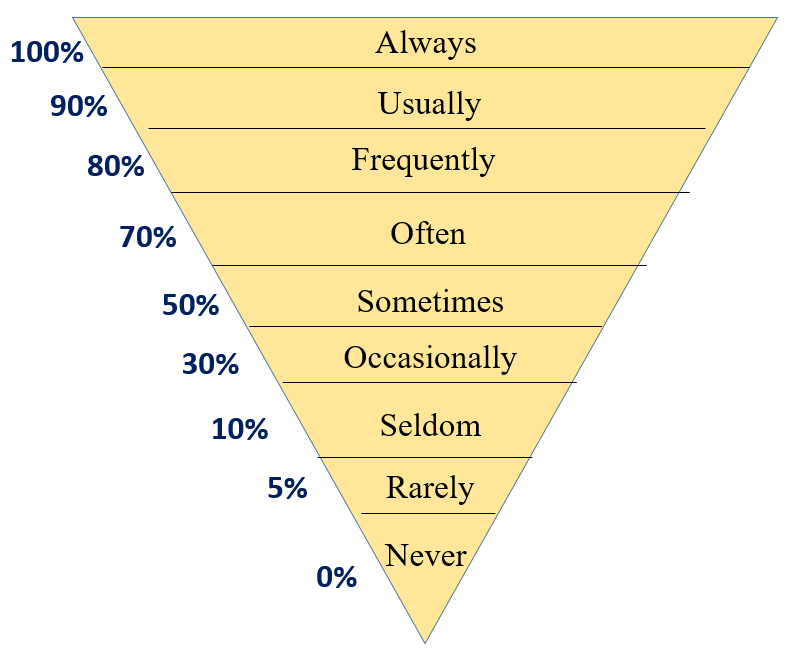 100% Always
90% Usually
80% Frequently
70% Often
50% Sometimes
30% Occasionally
10% Seldom
5% Rarely
0% Never